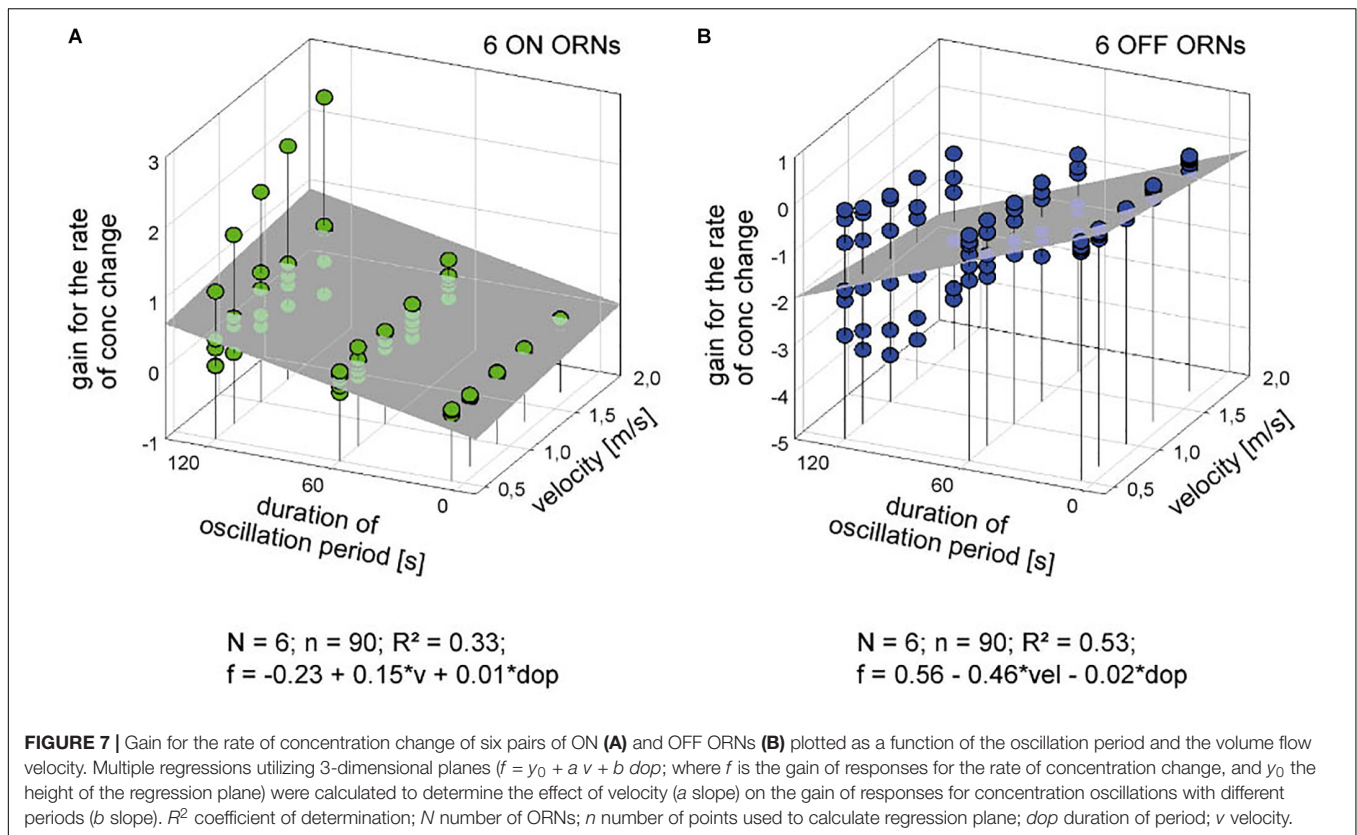 A
6 ON ORNs
3
2
1
0
-1
gain for the rate
of conc change
120
60
0
duration of
oscillation period [s]
0,5
1,0
1,5
2,0
velocity [m/s]
N = 6; n = 90; R² = 0.33;
f = -0.23 + 0.15*v + 0.01*dop
B
6 OFF ORNs
1
0
-1
-2
-3
-4
-5
gain for the rate
of conc change
120
60
0
duration of
oscillation period [s]
0,5
1,0
1,5
2,0
velocity [m/s]
N = 6; n = 90; R² = 0.53;
f = 0.56 - 0.46*vel - 0.02*dop
FIGURE 7 | Gain for the rate of concentration change of six pairs of ON (A) and OFF ORNs (B) plotted as a function of the oscillation period and the volume flow
velocity. Multiple regressions utilizing 3-dimensional planes (f = y₀ + a v + b dop; where f is the gain of responses for the rate of concentration change, and y₀ the
height of the regression plane) were calculated to determine the effect of velocity (a slope) on the gain of responses for concentration oscillations with different
periods (b slope). R² coefficient of determination; N number of ORNs; n number of points used to calculate regression plane; dop duration of period; v velocity.